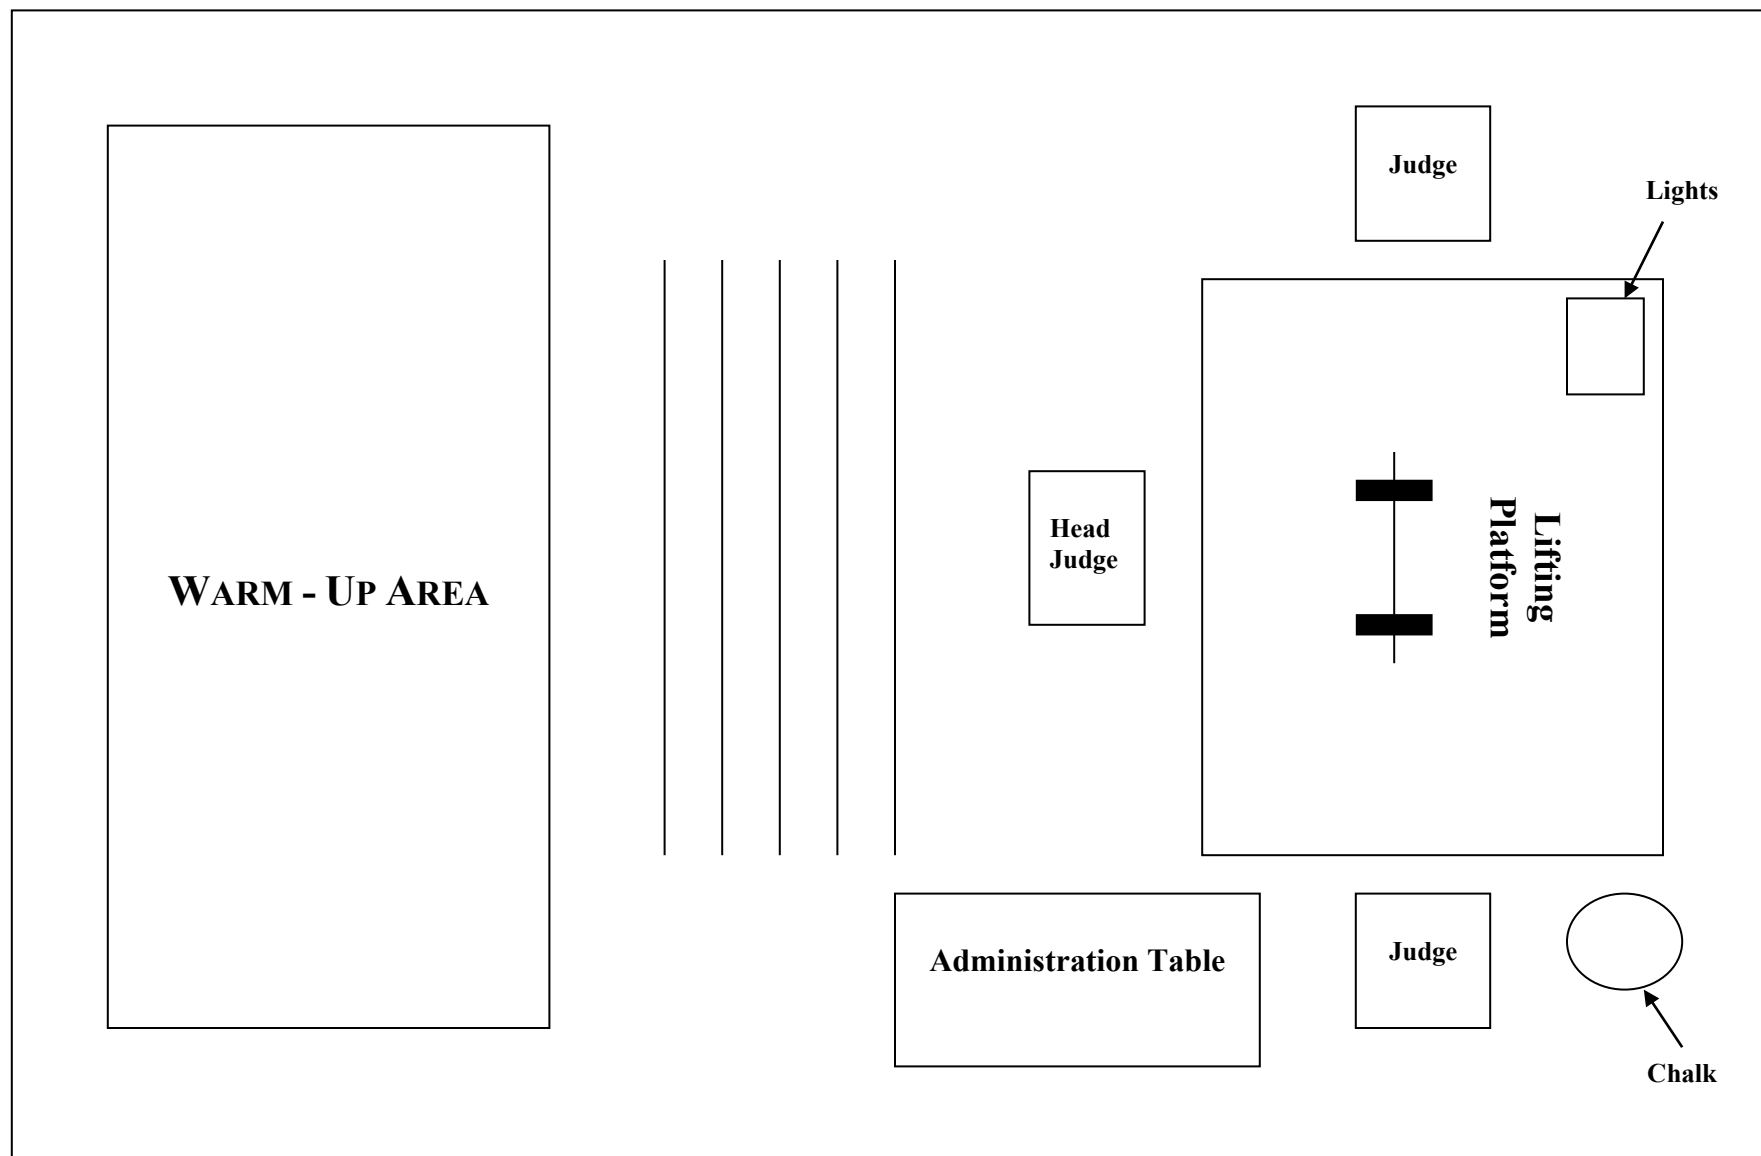 Judge
Lights
Head
Judge
Lifting
Platform
WARM - UP AREA
Administration Table
Judge
Chalk